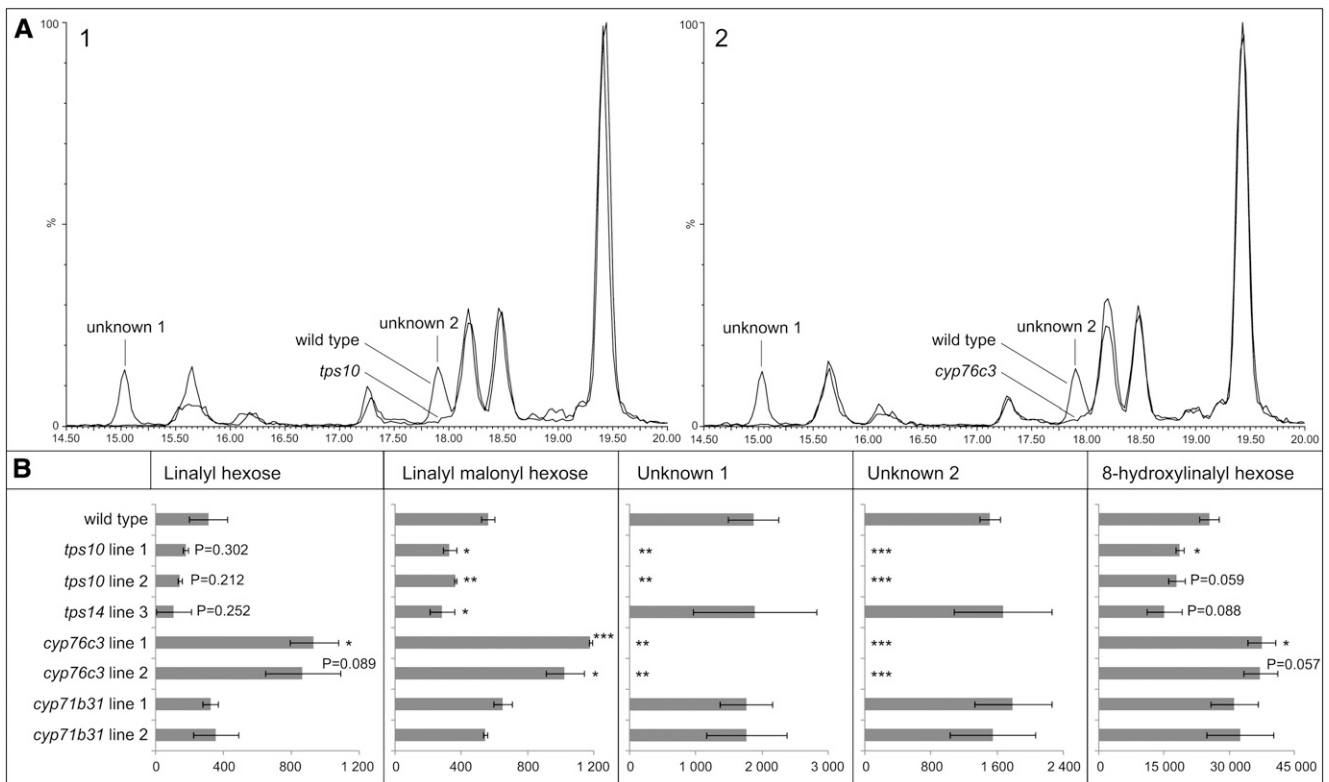 A
1
100
%
0
unknown 1
wild type
tps10
unknown 2
14.50 15.00 15.50 16.00 16.50 17.00 17.50 18.00 18.50 19.00 19.50 20.00
2
100
%
0
unknown 1
wild type
cyp76c3
unknown 2
14.50 15.00 15.50 16.00 16.50 17.00 17.50 18.00 18.50 19.00 19.50 20.00
B
Linalyl hexose
Linalyl malonyl hexose
Unknown 1
Unknown 2
8-hydroxylinalyl hexose
wild type
tps10 line 1 P=0.302 * ** *** *
tps10 line 2 P=0.212 ** ** *** P=0.059
tps14 line 3 P=0.252 * P=0.088
cyp76c3 line 1 * *** ** *** *
cyp76c3 line 2 P=0.089 * ** *** P=0.057
cyp71b31 line 1
cyp71b31 line 2
0 400 800 1 200
0 400 800 1 200
0 1 000 2 000 3 000
0 800 1 600 2 400
0 15 000 30 000 45 000